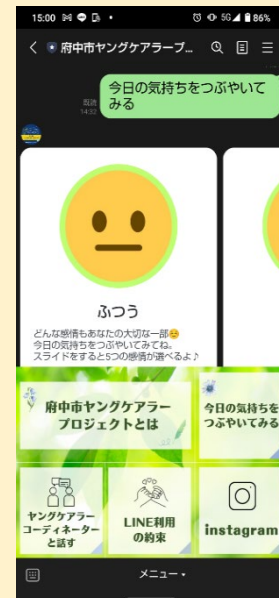 15:00
5G
86%
府中市ヤングケアラープ...
今日の気持ちをつぶやいて
みる
既読
14:32
ふつう
どんな感情もあなたの大切な一部😊
今日の気持ちをつぶやいてみてね。
スライドをすると5つの感情が選べるよ♪
府中市ヤングケアラー
プロジェクトとは
今日の気持ちを
つぶやいてみる
ヤングケアラー
コーディネーター
と話す
LINE利用
の約束
instagram
メニュー▾